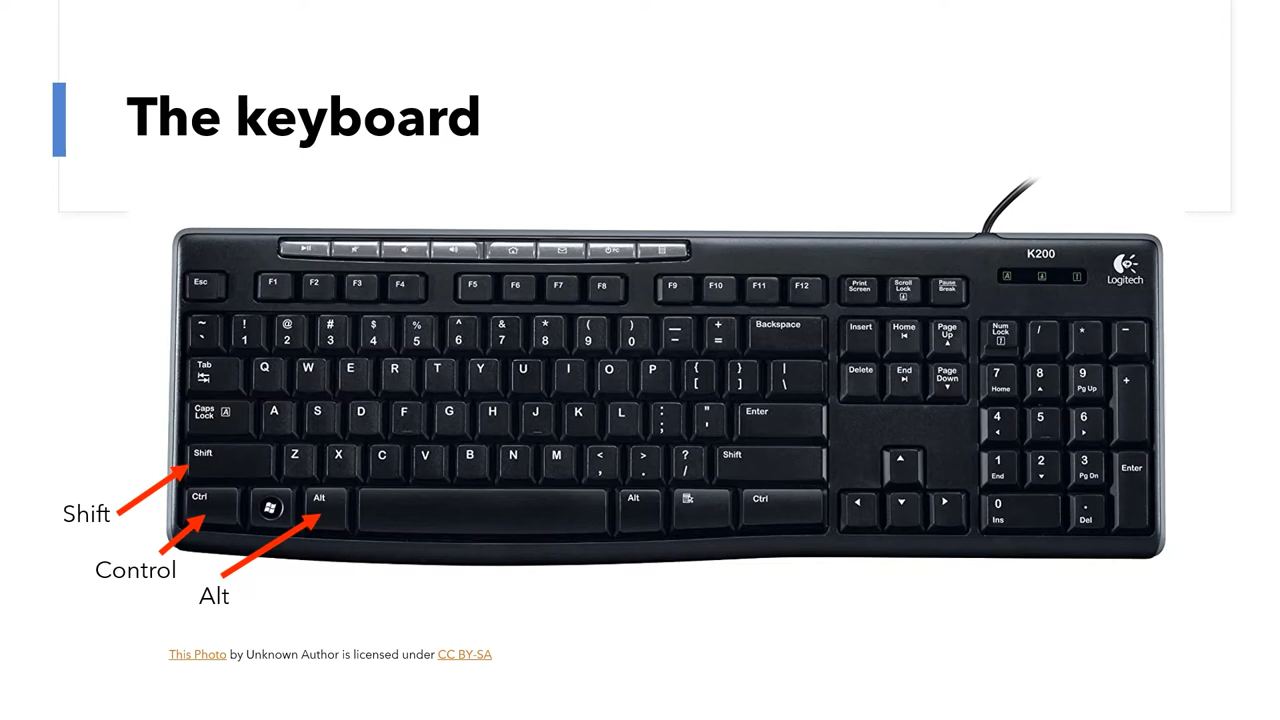 The keyboard
K200
Logitech
Esc F1 F2 F3 F4 F5 F6 F7 F8 F9 F10 F11 F12 Print Screen Scroll Lock Pause Break
PC
~ ` ! 1 @ 2 # 3 $ 4 % 5 ^ 6 & 7 * 8 ( 9 ) 0 — - + = Backspace Insert Home Page Up Num Lock / * -
Tab Q W E R T Y U I O P { [ } ] | \ Delete End Page Down 7 Home 8 9 Pg Up +
Caps Lock A A S D F G H J K L : ; " ' Enter 4 5 6
Shift Z X C V B N M < , > . ? / Shift 1 End 2 3 Pg Dn Enter
Ctrl Alt Alt Ctrl 0 Ins . Del
Shift
Control
Alt
This Photo by Unknown Author is licensed under CC BY-SA